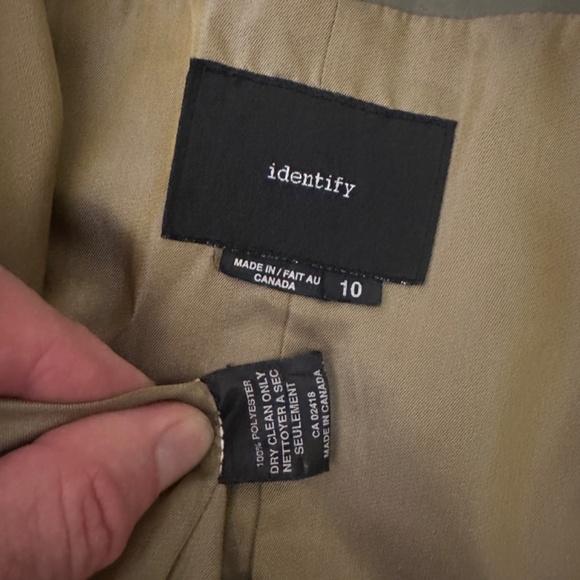 identify
MADE IN / FAIT AU
CANADA
10
100% POLYESTER
DRY CLEAN ONLY
NETTOYER A SEC
SEULEMENT
CA 02418
MADE IN CANADA